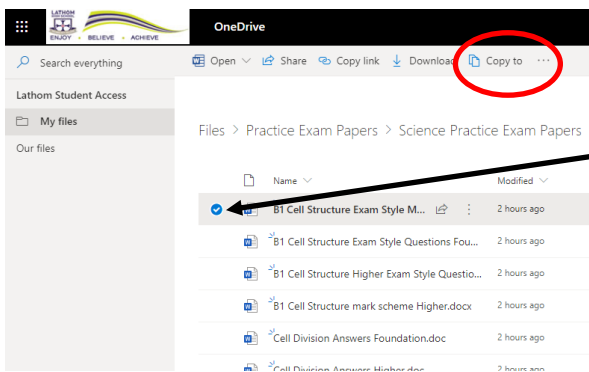 LATHOM
ENJOY • BELIEVE • ACHIEVE
OneDrive
Search everything
Open Share Copy link Download Copy to ...
Lathom Student Access
My files
Our files
Files > Practice Exam Papers > Science Practice Exam Papers
Name Modified
B1 Cell Structure Exam Style M... 2 hours ago
B1 Cell Structure Exam Style Questions Fou... 2 hours ago
B1 Cell Structure Higher Exam Style Questio... 2 hours ago
B1 Cell Structure mark scheme Higher.docx 2 hours ago
Cell Division Answers Foundation.doc 2 hours ago
Cell Division Answers Higher.doc 2 hours ago